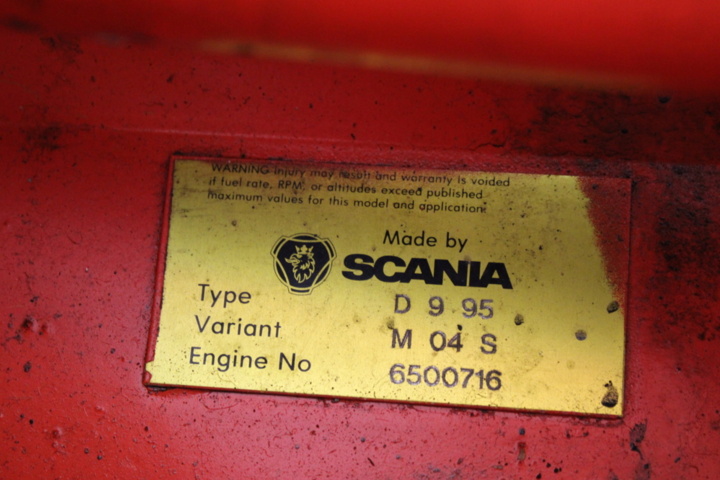 WARNING Injury may result and warranty is voided
if fuel rate, RPM, or altitudes exceed published
maximum values for this model and application.
Made by
SCANIA
Type D 9 95
Variant M 04 S
Engine No 6500716